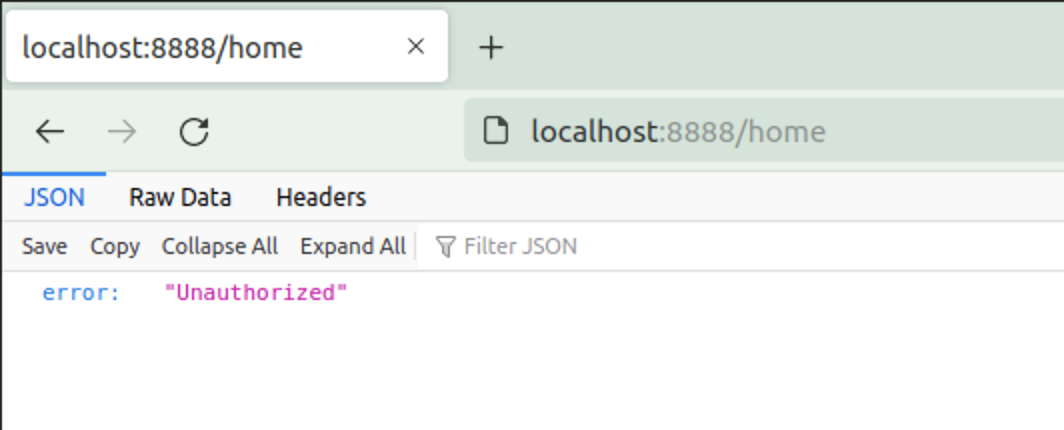 localhost:8888/home
localhost:8888/home
JSON Raw Data Headers
Save Copy Collapse All Expand All Filter JSON
error: "Unauthorized"